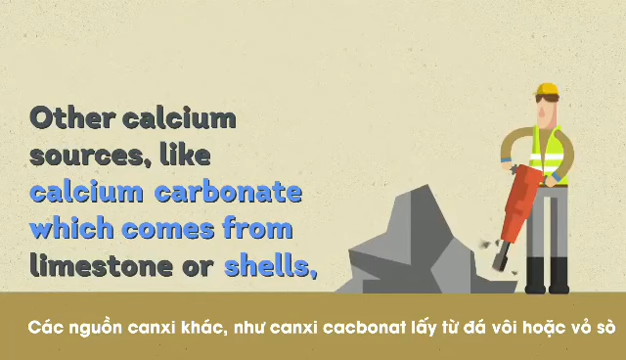 Other calcium
sources, like
calcium carbonate
which comes from
limestone or shells,
Các nguồn canxi khác, như canxi cacbonat lấy từ đá vôi hoặc vỏ sò